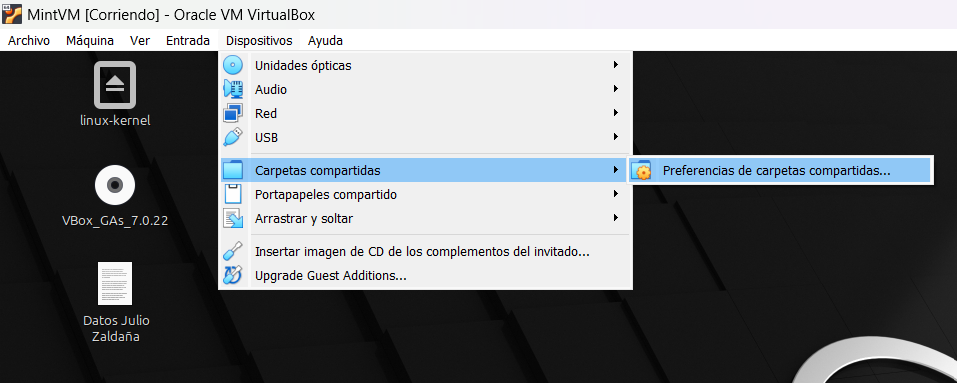 MintVM [Corriendo] - Oracle VM VirtualBox
Archivo Máquina Ver Entrada Dispositivos Ayuda
linux-kernel
VBox_GAs_7.0.22
Datos Julio
Zaldaña
Unidades ópticas
Audio
Red
USB
Carpetas compartidas
Preferencias de carpetas compartidas...
Portapapeles compartido
Arrastrar y soltar
Insertar imagen de CD de los complementos del invitado...
Upgrade Guest Additions...